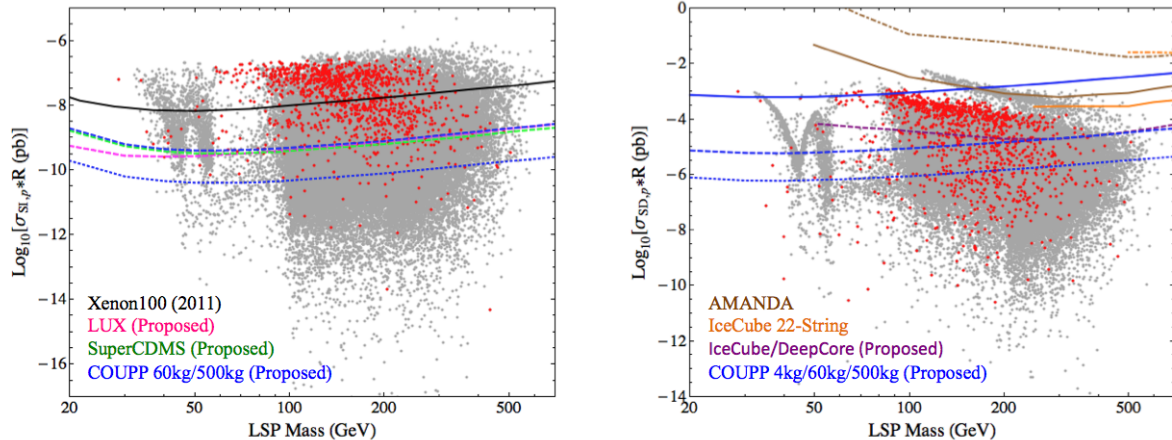 Log₁₀[σSI,p*R (pb)]
-6
-8
-10
-12
-14
-16
Xenon100 (2011)
LUX (Proposed)
SuperCDMS (Proposed)
COUPP 60kg/500kg (Proposed)
20 50 100 200 500
LSP Mass (GeV)
Log₁₀[σSD,p*R (pb)]
0
-2
-4
-6
-8
-10
-12
-14
AMANDA
IceCube 22-String
IceCube/DeepCore (Proposed)
COUPP 4kg/60kg/500kg (Proposed)
20 50 100 200 500
LSP Mass (GeV)